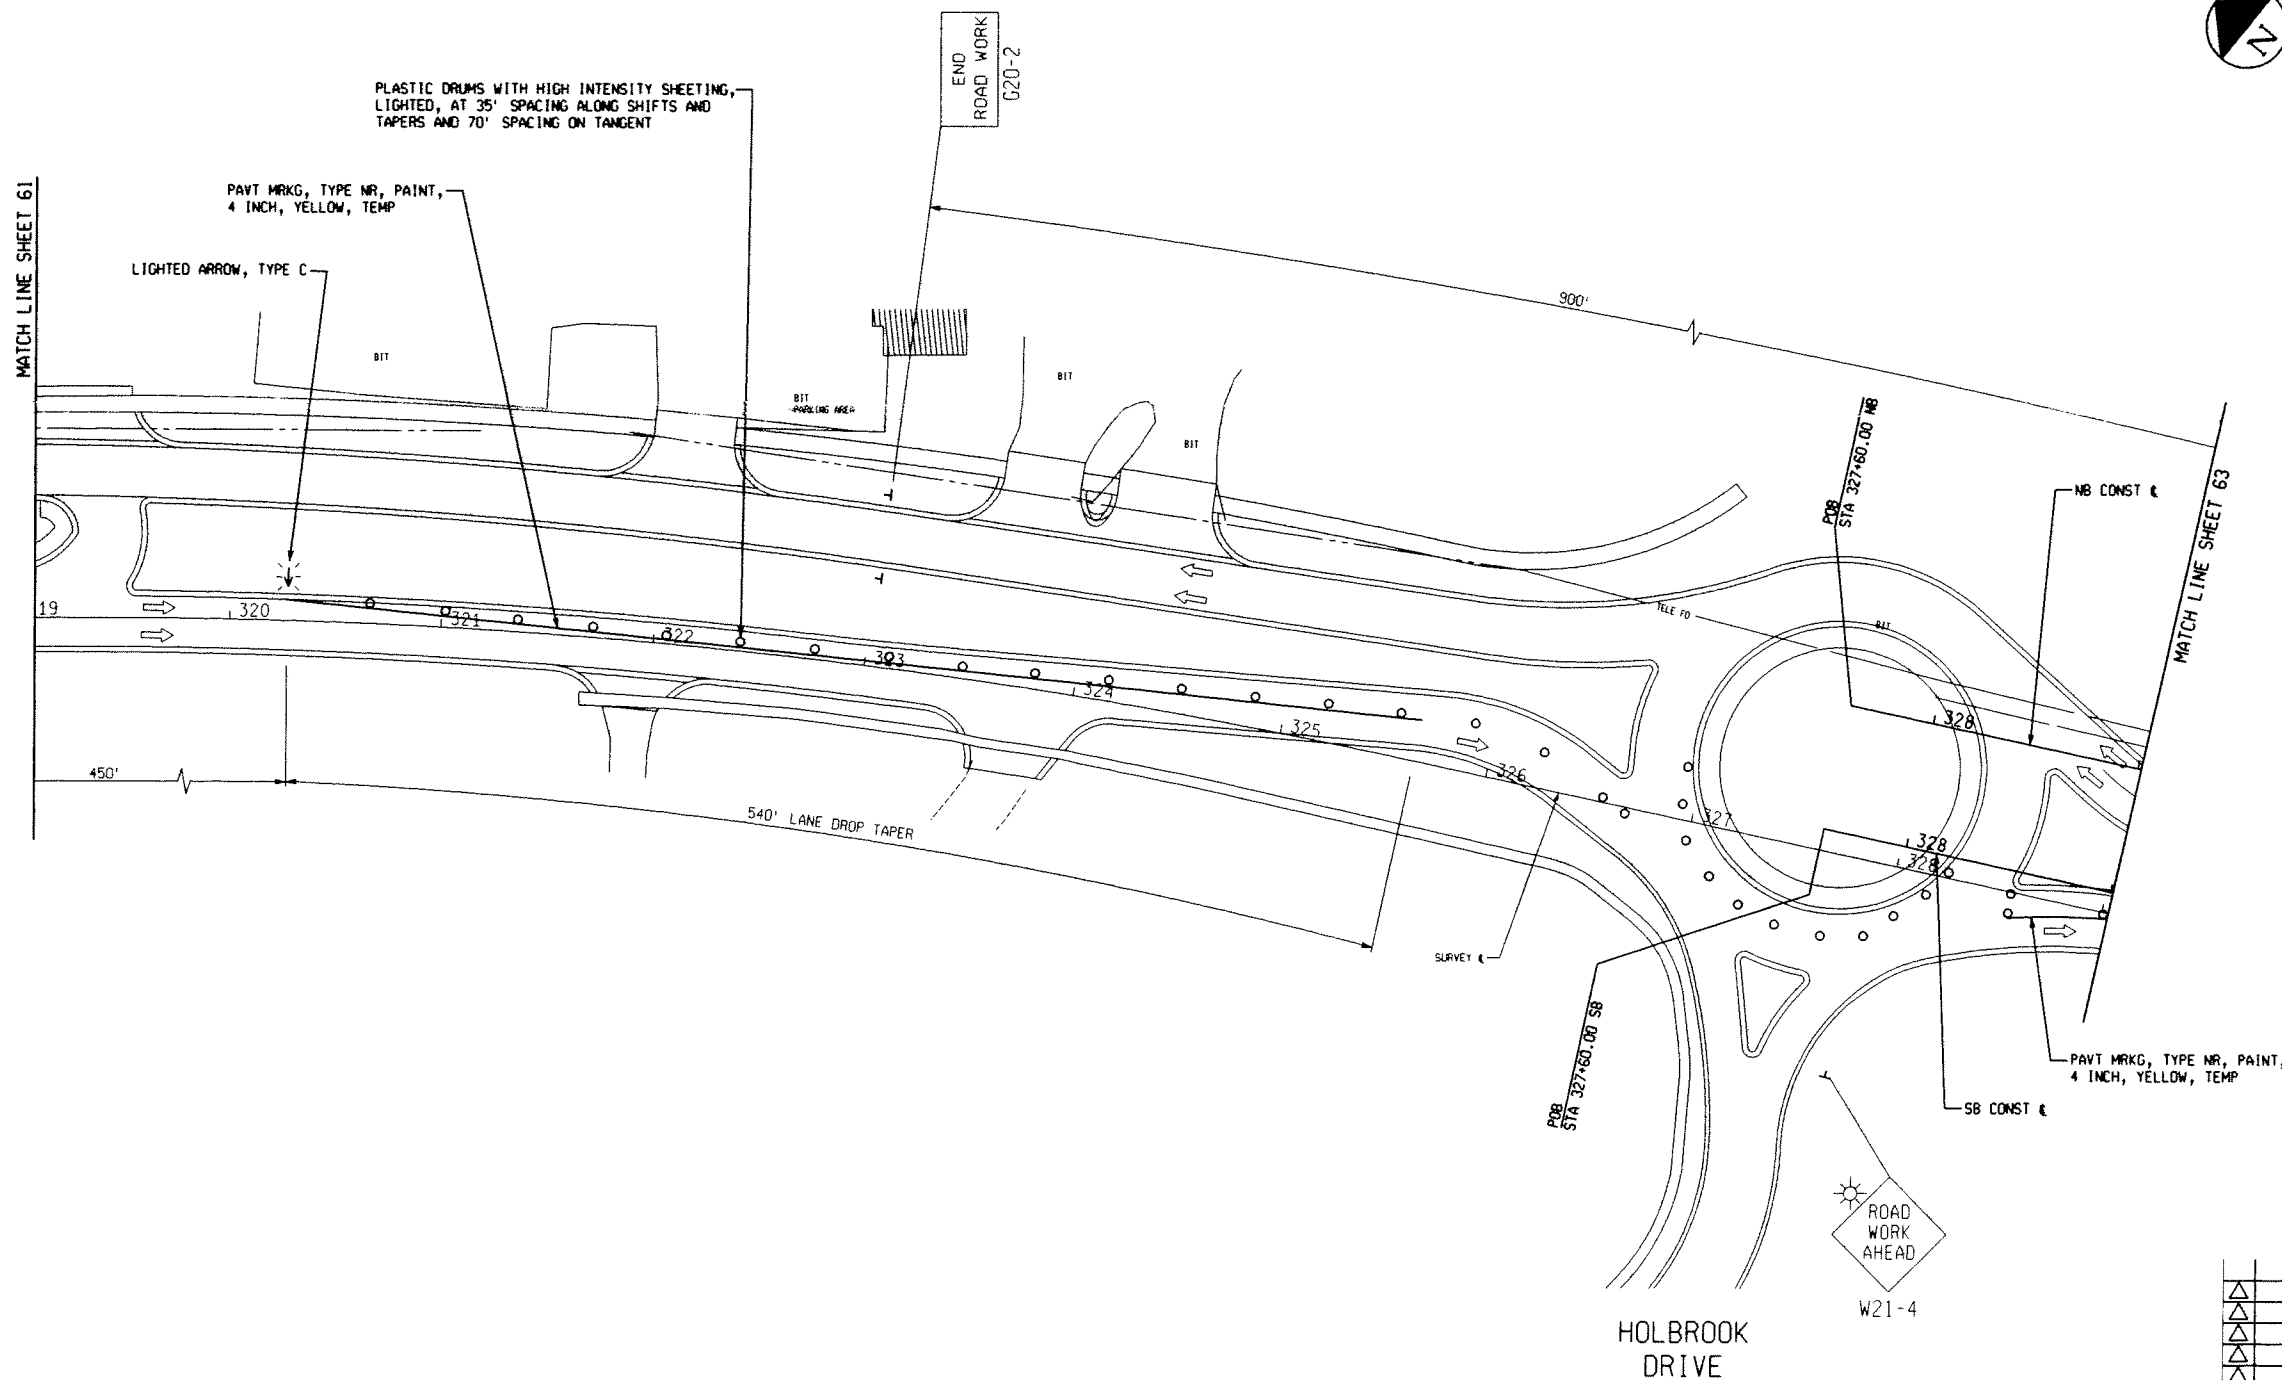 END
ROAD WORK
G20-2
N
PLASTIC DRUMS WITH HIGH INTENSITY SHEETING,
LIGHTED, AT 35' SPACING ALONG SHIFTS AND
TAPERS AND 70' SPACING ON TANGENT
MATCH LINE SHEET 61
PAVT MRKG, TYPE NR, PAINT,
4 INCH, YELLOW, TEMP
LIGHTED ARROW, TYPE C
900'
BIT
BIT
PARKING AREA
BIT
BIT
POB
STA 327+60.00 NB
NB CONST ℄
MATCH LINE SHEET 63
TELE FO
BIT
19
320
321
322
323
324
325
326
327
328
328
328
450'
540' LANE DROP TAPER
SURVEY ℄
POB
STA 327+60.00 SB
PAVT MRKG, TYPE NR, PAINT,
4 INCH, YELLOW, TEMP
SB CONST ℄
ROAD
WORK
AHEAD
W21-4
HOLBROOK
DRIVE